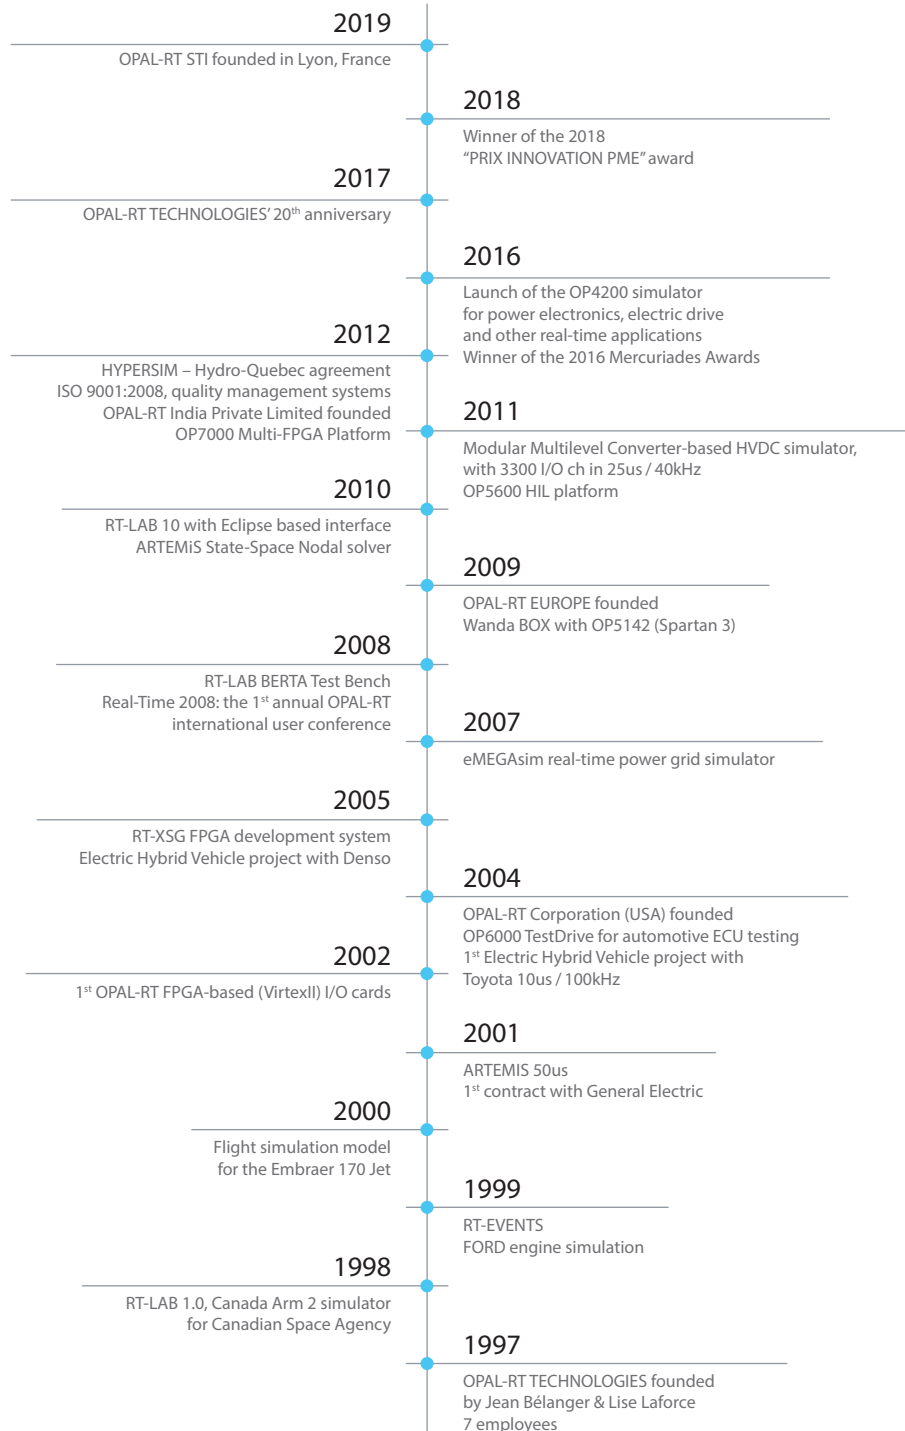 2019
OPAL-RT STI founded in Lyon, France
2018
Winner of the 2018
“PRIX INNOVATION PME” award
2017
OPAL-RT TECHNOLOGIES’ 20th anniversary
2016
Launch of the OP4200 simulator
for power electronics, electric drive
and other real-time applications
Winner of the 2016 Mercuriades Awards
2012
HYPERSIM – Hydro-Quebec agreement
ISO 9001:2008, quality management systems
OPAL-RT India Private Limited founded
OP7000 Multi-FPGA Platform
2011
Modular Multilevel Converter-based HVDC simulator,
with 3300 I/O ch in 25us / 40kHz
OP5600 HIL platform
2010
RT-LAB 10 with Eclipse based interface
ARTEMiS State-Space Nodal solver
2009
OPAL-RT EUROPE founded
Wanda BOX with OP5142 (Spartan 3)
2008
RT-LAB BERTA Test Bench
Real-Time 2008: the 1st annual OPAL-RT
international user conference
2007
eMEGAsim real-time power grid simulator
2005
RT-XSG FPGA development system
Electric Hybrid Vehicle project with Denso
2004
OPAL-RT Corporation (USA) founded
OP6000 TestDrive for automotive ECU testing
1st Electric Hybrid Vehicle project with
Toyota 10us / 100kHz
2002
1st OPAL-RT FPGA-based (VirtexII) I/O cards
2001
ARTEMIS 50us
1st contract with General Electric
2000
Flight simulation model
for the Embraer 170 Jet
1999
RT-EVENTS
FORD engine simulation
1998
RT-LAB 1.0, Canada Arm 2 simulator
for Canadian Space Agency
1997
OPAL-RT TECHNOLOGIES founded
by Jean Bélanger & Lise Laforce
7 employees